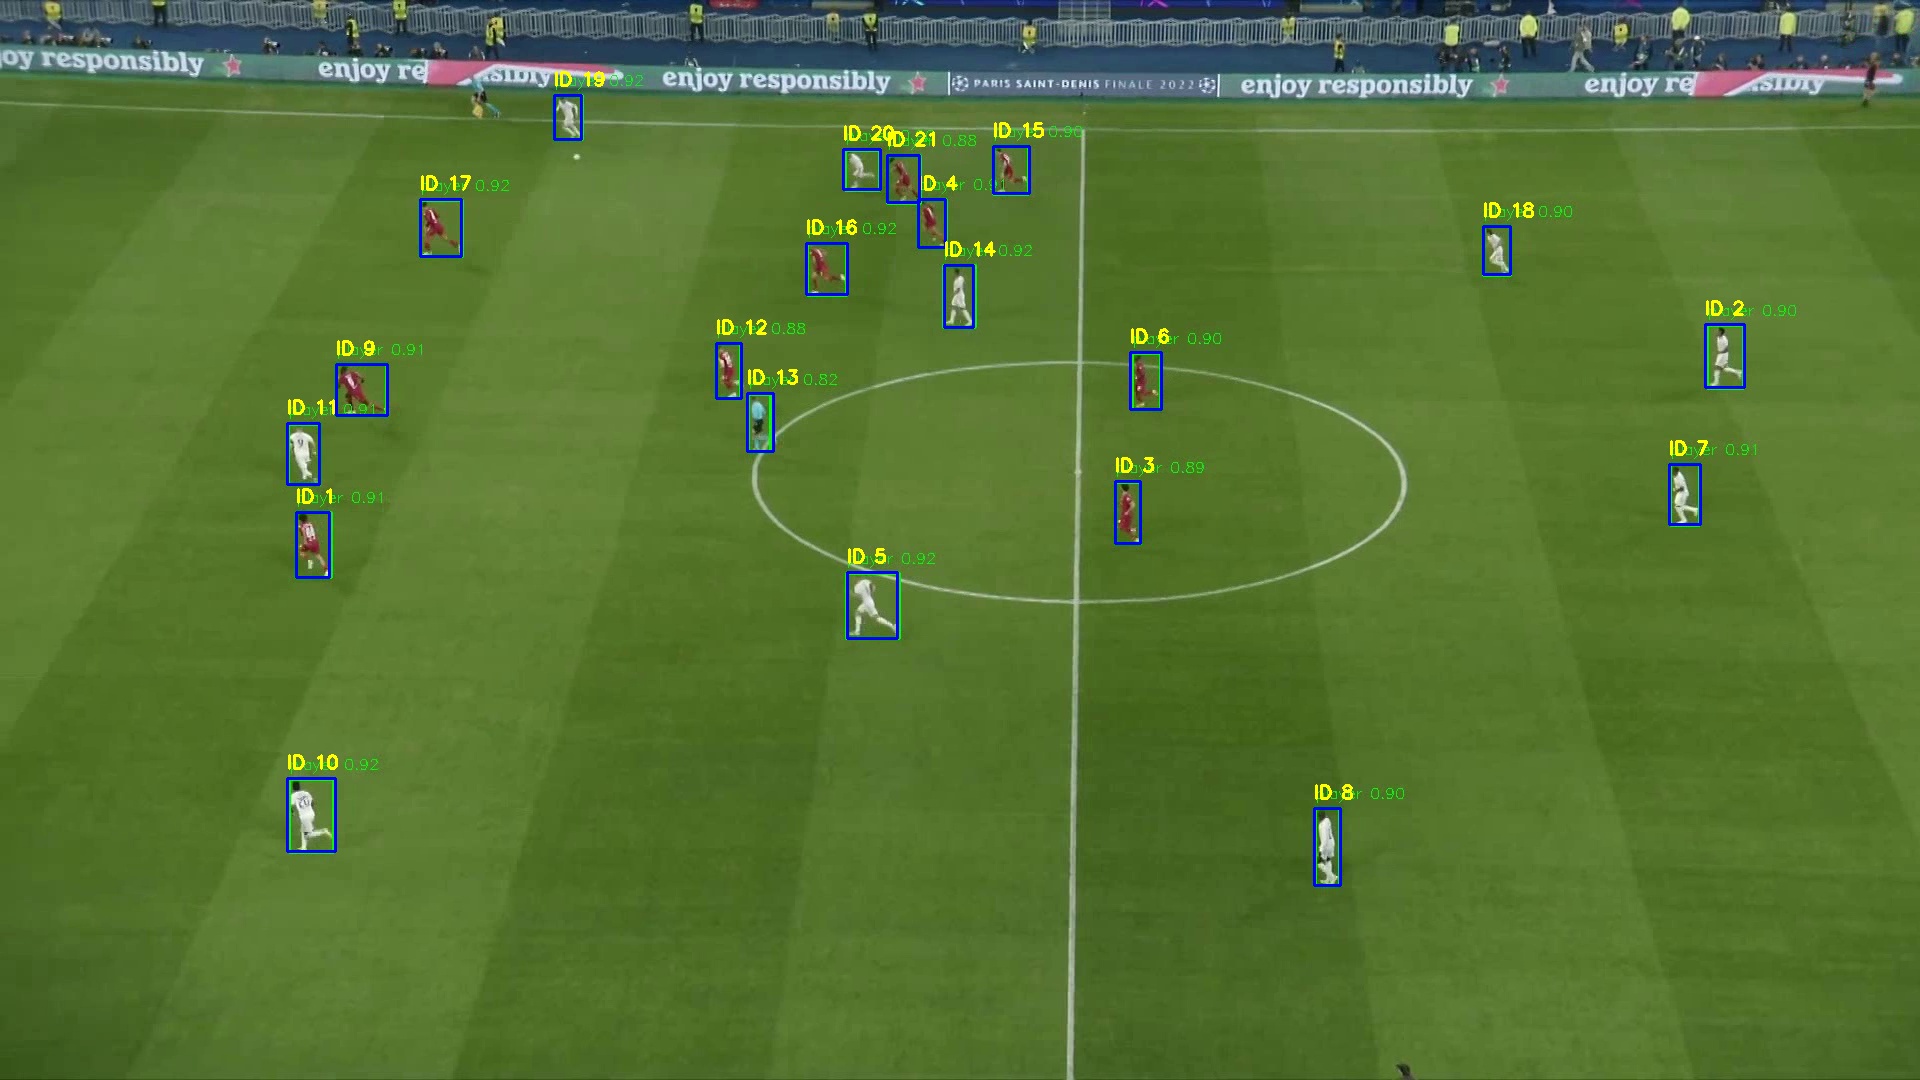 enjoy responsibly
enjoy re
sibly
enjoy responsibly
PARIS SAINT-DENIS FINALE 2022
enjoy responsibly
enjoy re
sibly
ID 19
ID 20
ID 21 0.88
ID 15
ID 17 0.92
ID 4
ID 18 0.90
ID 16 0.92
ID 14 0.92
ID 2 0.90
ID 12 0.88
ID 6 0.90
ID 9 0.91
ID 13 0.82
ID 11
9
ID 7 0.91
ID 3 0.89
ID 1 0.91
ID 5 0.92
ID 10 0.92
20
ID 8 0.90